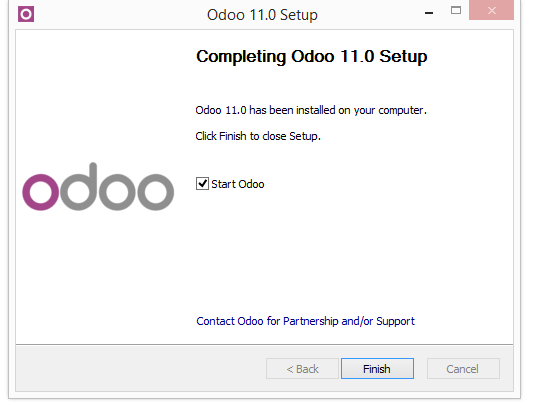 Odoo 11.0 Setup
Completing Odoo 11.0 Setup
Odoo 11.0 has been installed on your computer.
Click Finish to close Setup.
odoo
Start Odoo
Contact Odoo for Partnership and/or Support
< Back
Finish
Cancel